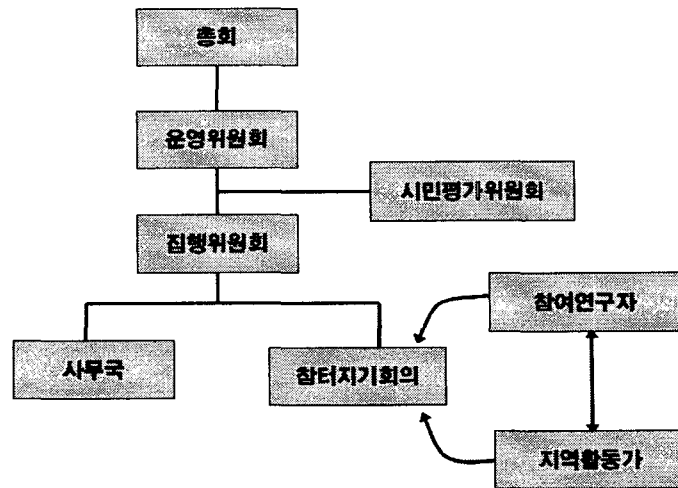 총회
운영위원회
시민평가위원회
집행위원회
참여연구자
사무국
참터지기회의
지역활동가